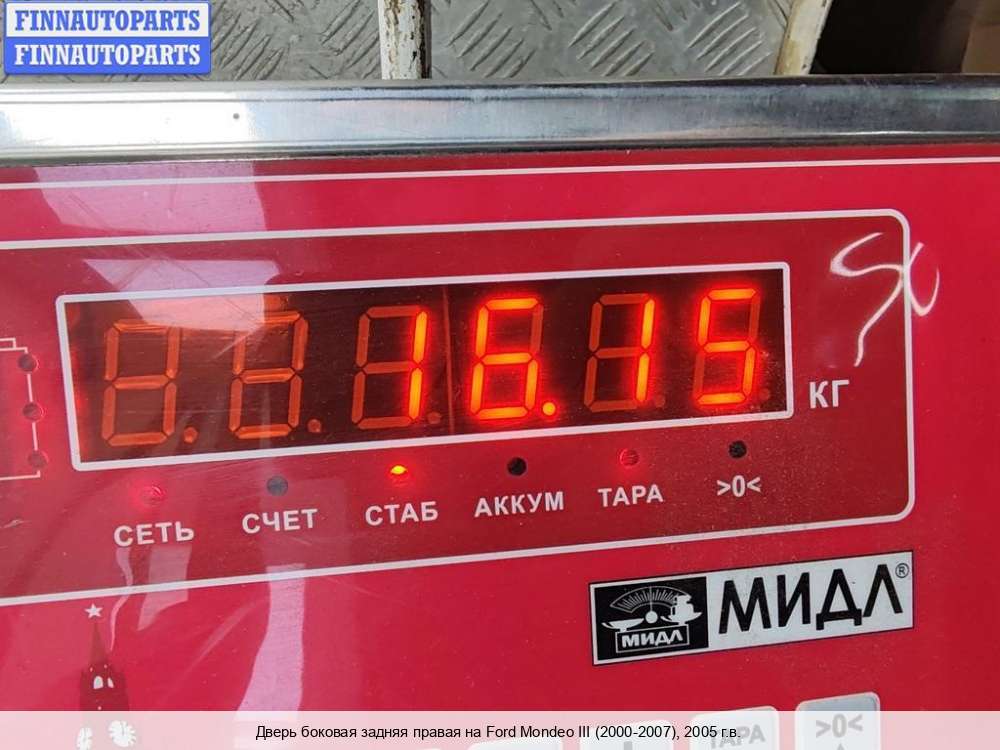 FINNAUTOPARTS
FINNAUTOPARTS
16.15
КГ
СЕТЬ СЧЕТ СТАБ АККУМ ТАРА >0<
МИДЛ МИДЛ®
ТАРА >0<
Дверь боковая задняя правая на Ford Mondeo III (2000-2007), 2005 г.в.